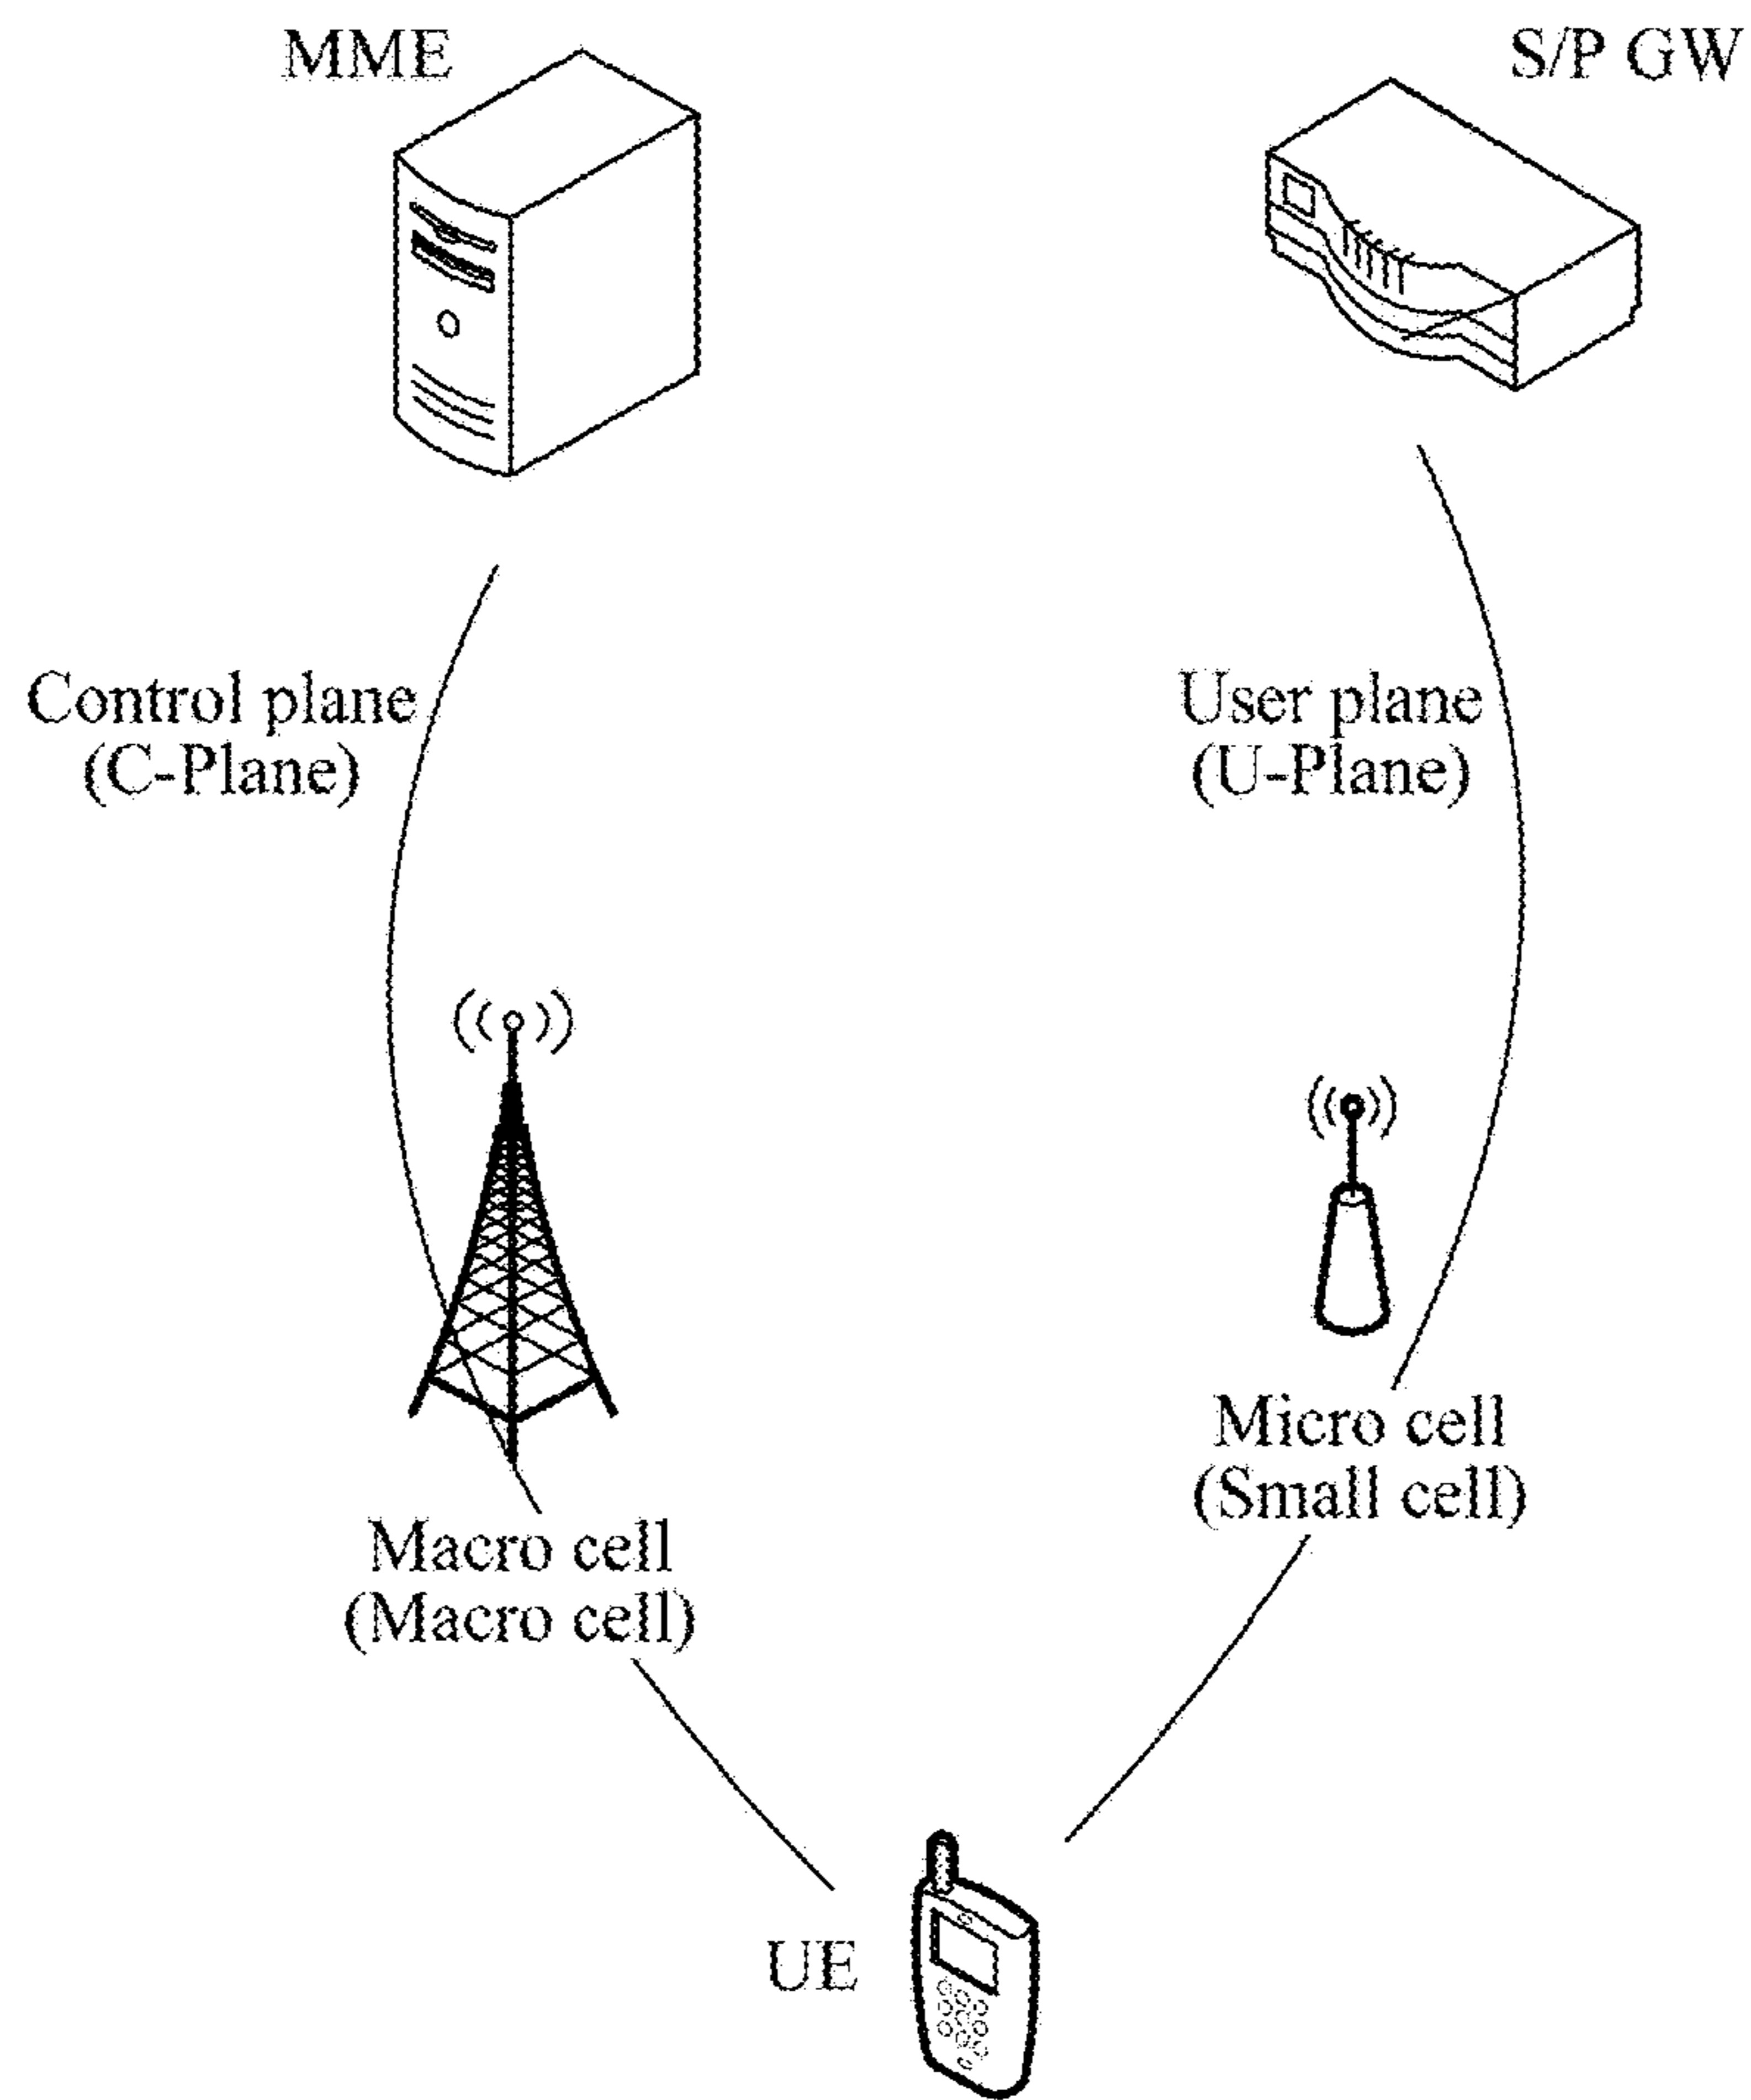 MME
S/P GW
Control plane
(C-Plane)
User plane
(U-Plane)
Micro cell
(Small cell)
Macro cell
(Macro cell)
UE